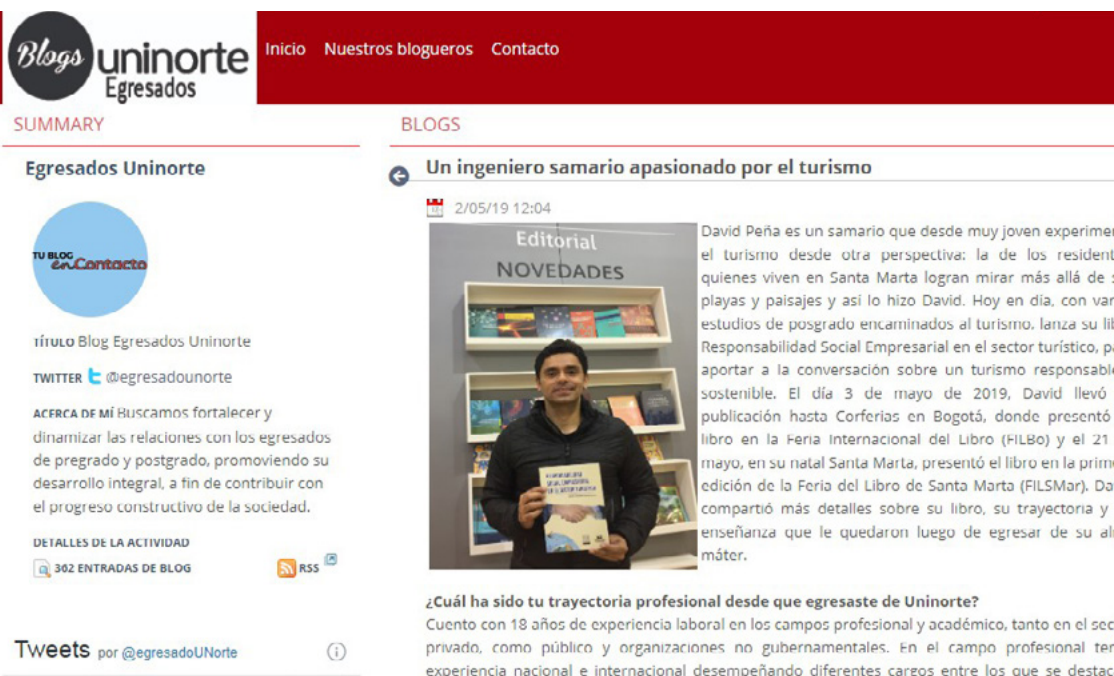 Blogs uninorte
Egresados
Inicio Nuestros blogueros Contacto
SUMMARY
Egresados Uninorte
TU BLOG
enContacto
TÍTULO Blog Egresados Uninorte
TWITTER @egresadounorte
ACERCA DE MÍ Buscamos fortalecer y
dinamizar las relaciones con los egresados
de pregrado y postgrado, promoviendo su
desarrollo integral, a fin de contribuir con
el progreso constructivo de la sociedad.
DETALLES DE LA ACTIVIDAD
302 ENTRADAS DE BLOG RSS
Tweets por @egresadoUNorte
BLOGS
Un ingeniero samario apasionado por el turismo
2/05/19 12:04
Editorial
NOVEDADES
RESPONSABILIDAD
SOCIAL EMPRESARIAL
EN EL SECTOR TURÍSTICO
David Peña es un samario que desde muy joven experimen
el turismo desde otra perspectiva: la de los resident
quienes viven en Santa Marta logran mirar más allá de s
playas y paisajes y así lo hizo David. Hoy en día, con var
estudios de posgrado encaminados al turismo, lanza su lib
Responsabilidad Social Empresarial en el sector turístico, pa
aportar a la conversación sobre un turismo responsable
sostenible. El día 3 de mayo de 2019, David llevó
publicación hasta Corferias en Bogotá, donde presentó
libro en la Feria Internacional del Libro (FILBo) y el 21
mayo, en su natal Santa Marta, presentó el libro en la prime
edición de la Feria del Libro de Santa Marta (FILSMar). Da
compartió más detalles sobre su libro, su trayectoria y
enseñanza que le quedaron luego de egresar de su al
máter.
¿Cuál ha sido tu trayectoria profesional desde que egresaste de Uninorte?
Cuento con 18 años de experiencia laboral en los campos profesional y académico, tanto en el sec
privado, como público y organizaciones no gubernamentales. En el campo profesional ten
experiencia nacional e internacional desempeñando diferentes cargos entre los que se destac